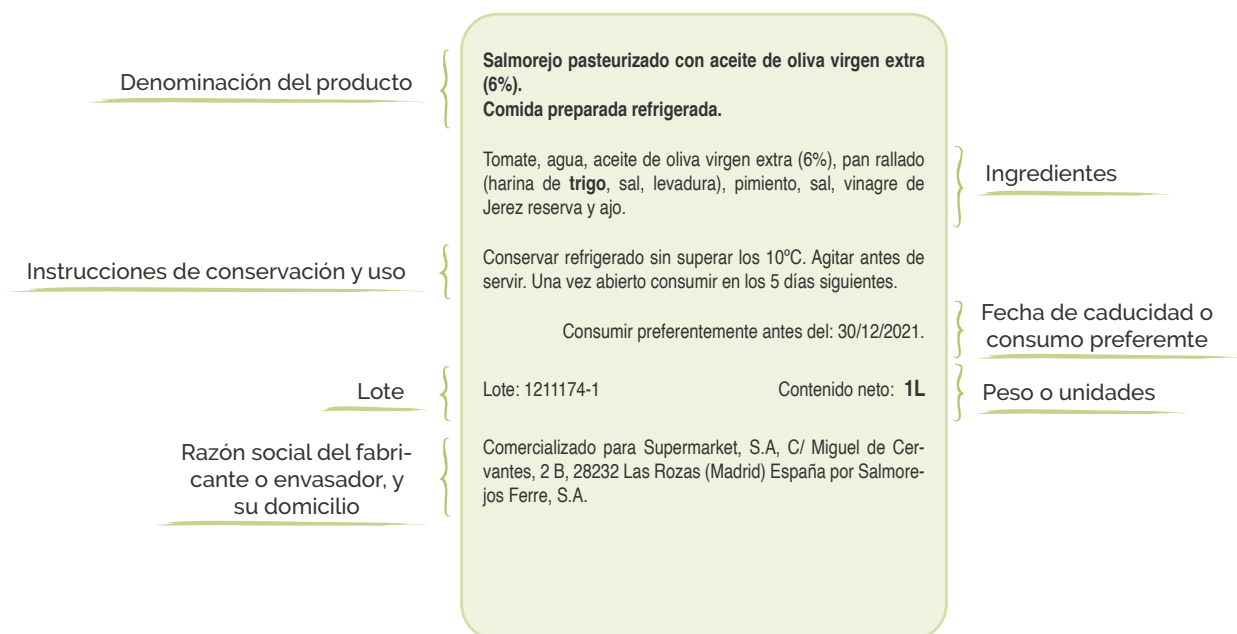 Denominación del producto
Salmorejo pasteurizado con aceite de oliva virgen extra
(6%).
Comida preparada refrigerada.
Tomate, agua, aceite de oliva virgen extra (6%), pan rallado
(harina de trigo, sal, levadura), pimiento, sal, vinagre de
Jerez reserva y ajo.
Ingredientes
Instrucciones de conservación y uso
Conservar refrigerado sin superar los 10ºC. Agitar antes de
servir. Una vez abierto consumir en los 5 días siguientes.
Consumir preferentemente antes del: 30/12/2021.
Fecha de caducidad o
consumo preferemte
Lote
Lote: 1211174-1
Contenido neto: 1L
Peso o unidades
Razón social del fabri-
cante o envasador, y
su domicilio
Comercializado para Supermarket, S.A, C/ Miguel de Cer-
vantes, 2 B, 28232 Las Rozas (Madrid) España por Salmore-
jos Ferre, S.A.